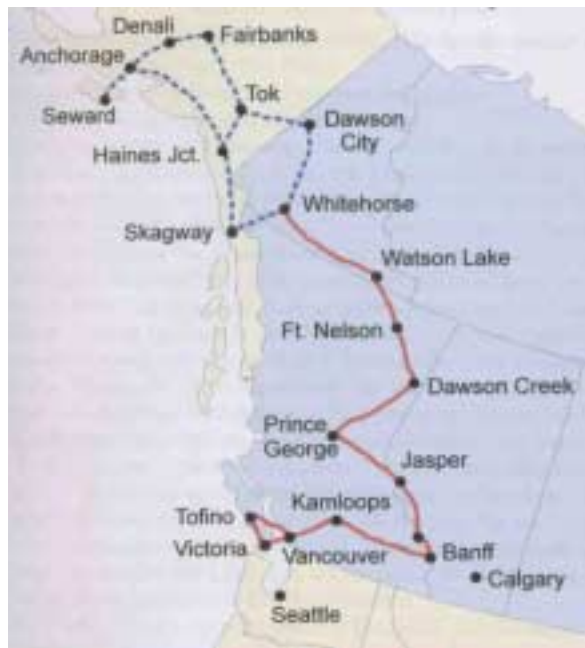 Denali
Fairbanks
Anchorage
Seward
Tok
Dawson
City
Haines Jct.
Whitehorse
Skagway
Watson Lake
Ft. Nelson
Dawson Creek
Prince
George
Jasper
Kamloops
Tofino
Victoria
Vancouver
Banff
Calgary
Seattle